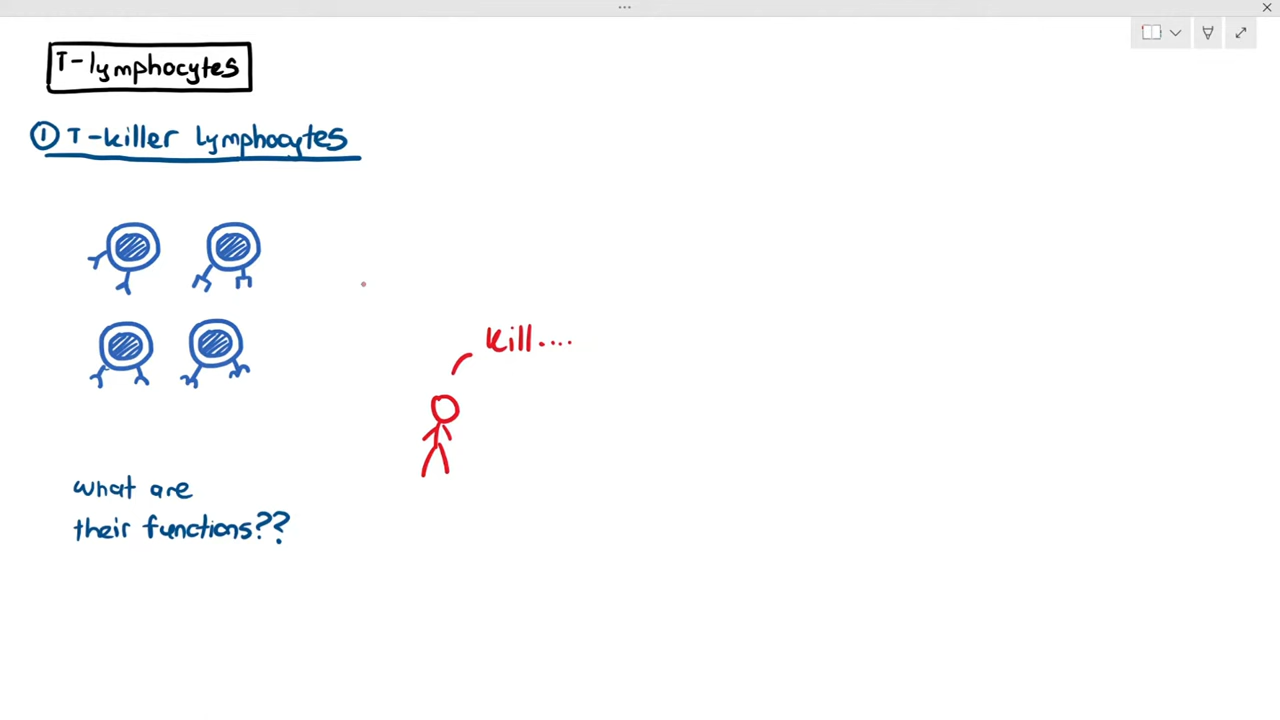 T-lymphocytes
① T-killer lymphocytes
kill....
what are
their functions??